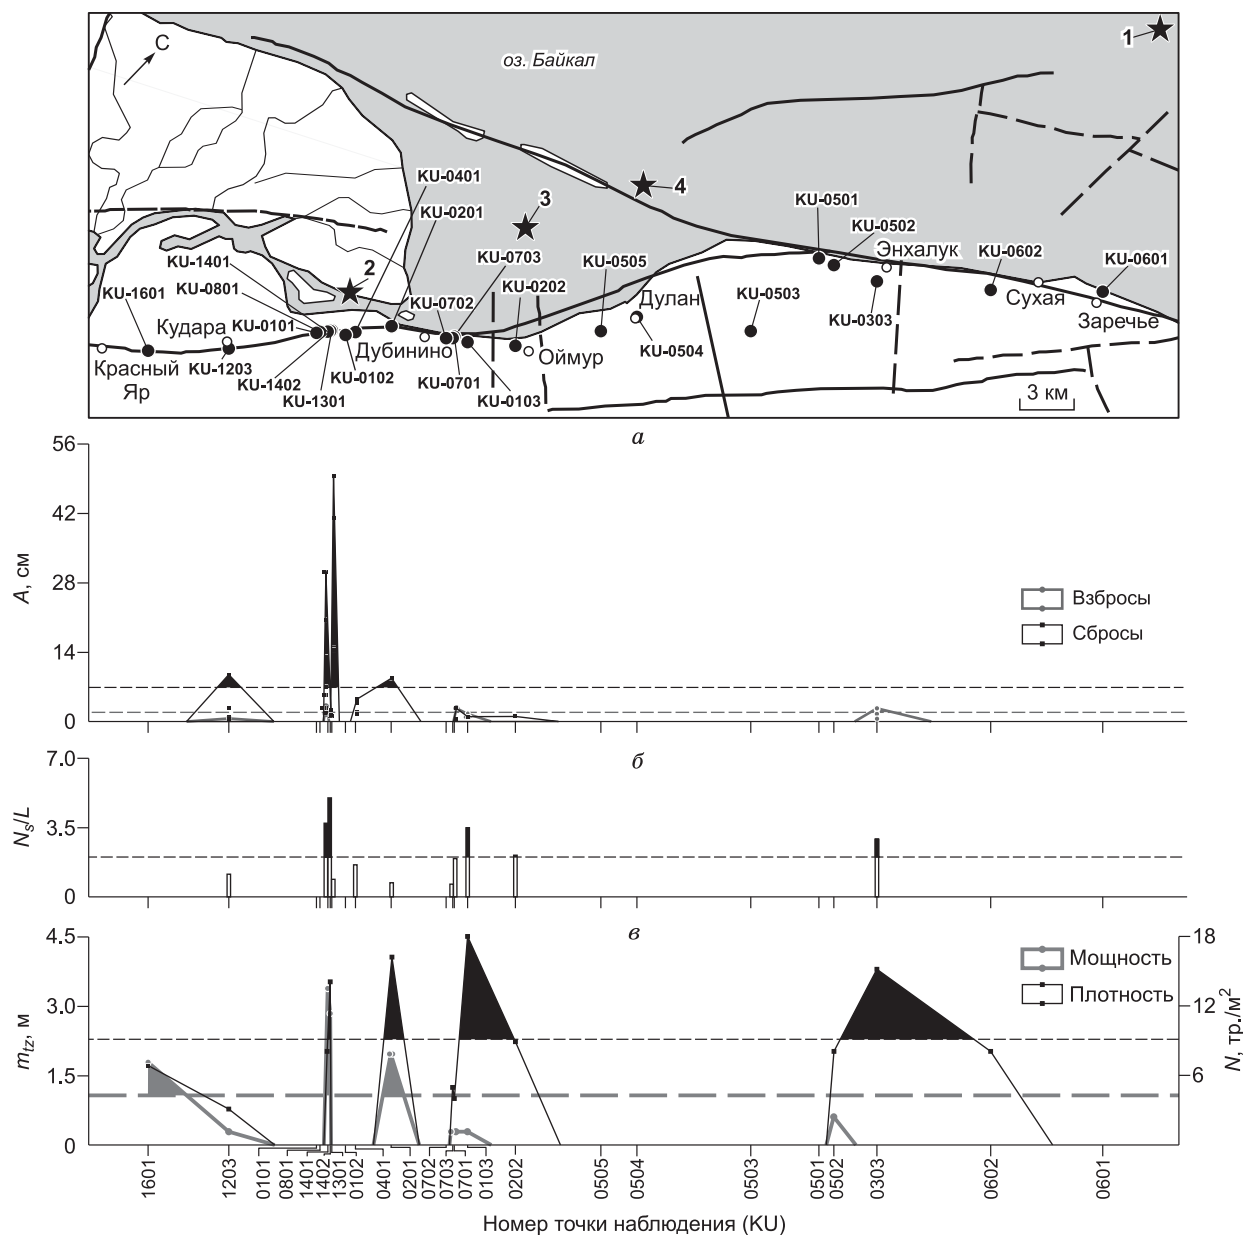 С
оз. Байкал
1
KU-0401
KU-0201
3
4
KU-0501
KU-0502
Энхалук
KU-1401
2
KU-0703
KU-0602
KU-0601
KU-1601
KU-0801
KU-0702
KU-0202
KU-0505
Дулан
KU-0503
KU-0303
Сухая
Кудара
KU-0101
Заречье
Красный
Яр
KU-1203
KU-1402
KU-1301
KU-0102
Дубинино
KU-0701
KU-0103
Оймур
KU-0504
3 км
а
A, см
56
42
28
14
0
Взбросы
Сбросы
б
Ns/L
7.0
3.5
0
в
mtz, м
4.5
3.0
1.5
0
N, тр./м²
18
12
6
Мощность
Плотность
1601
1203
0101
0801
1401
1402
1301
0102
0401
0201
0702
0703
0701
0103
0202
0505
0504
0503
0501
0502
0303
0602
0601
Номер точки наблюдения (KU)